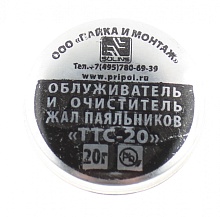 ООО «ПАЙКА И МОНТАЖ»
SOLINS
Тел.+7(495)780-69-39
www.pripoi.ru
ОБЛУЖИВАТЕЛЬ
И ОЧИСТИТЕЛЬ
ЖАЛ ПАЯЛЬНИКОВ
«ТТС-20»
20г Pb